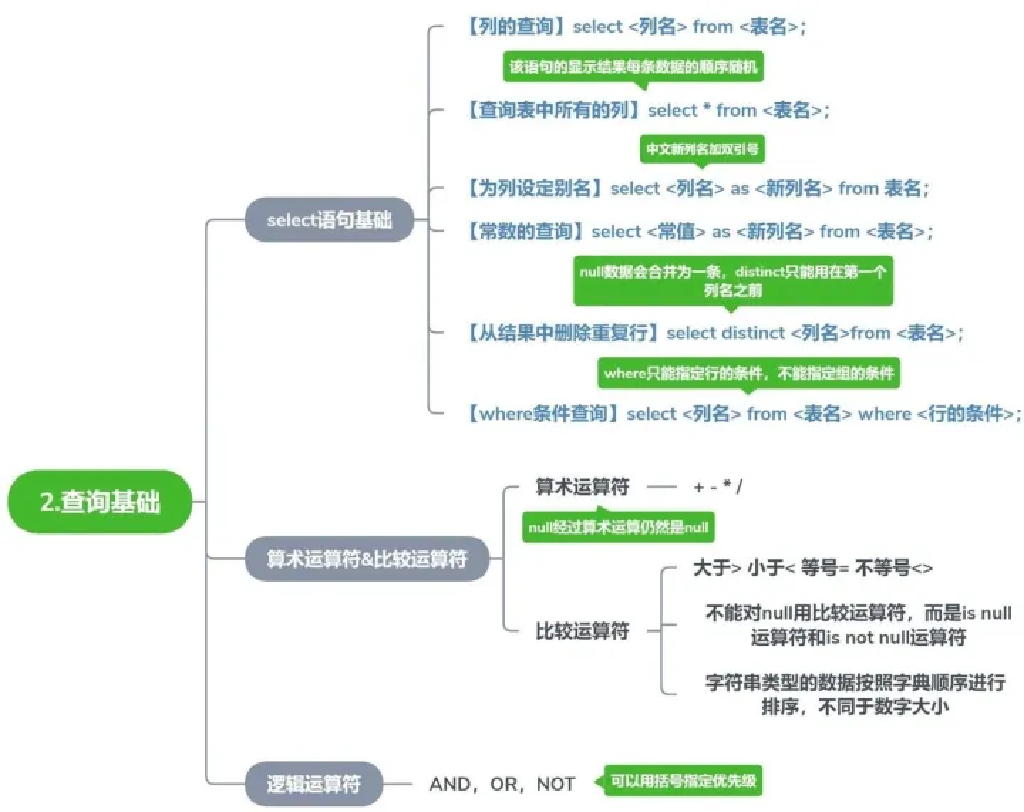 【列的查询】select <列名> from <表名>;
该语句的显示结果每条数据的顺序随机
【查询表中所有的列】select * from <表名>;
中文新列名加双引号
【为列设定别名】select <列名> as <新列名> from 表名;
select语句基础
【常数的查询】select <常值> as <新列名> from <表名>;
null数据会合并为一条，distinct只能用在第一个
列名之前
【从结果中删除重复行】select distinct <列名>from <表名>;
where只能指定行的条件，不能指定组的条件
【where条件查询】select <列名> from <表名> where <行的条件>;
2.查询基础
算术运算符 + - * /
null经过算术运算仍然是null
算术运算符&比较运算符
大于> 小于< 等号= 不等号<>
比较运算符
不能对null用比较运算符，而是is null
运算符和is not null运算符
字符串类型的数据按照字典顺序进行
排序，不同于数字大小
逻辑运算符 AND，OR，NOT 可以用括号指定优先级